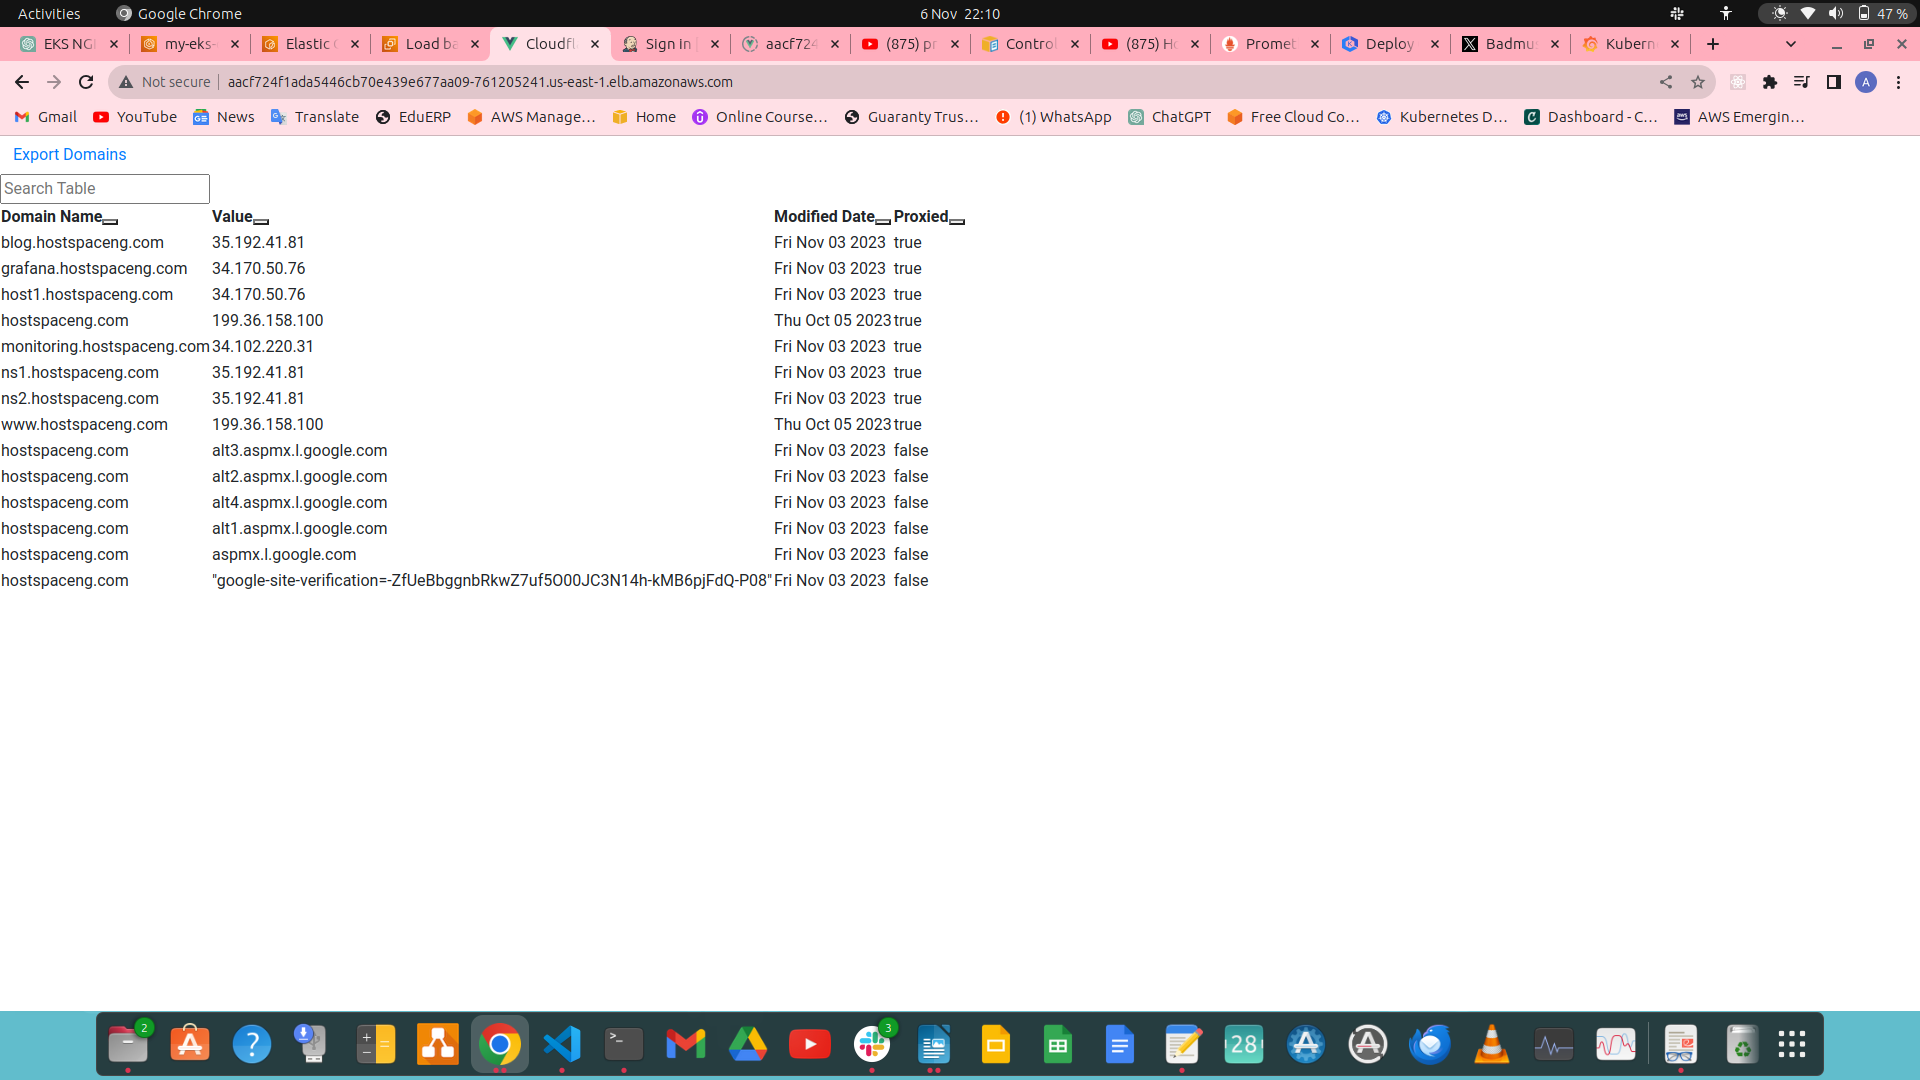 Activities Google Chrome 6 Nov 22:10 47 %
EKS NG my-eks- Elastic Load ba Cloudfl Sign in aacf724 (875) p Control (875) H Promet Deploy Badmu Kubern
Not secure aacf724f1ada5446cb70e439e677aa09-761205241.us-east-1.elb.amazonaws.com A
Gmail YouTube News Translate EduERP AWS Manage... Home Online Course... Guaranty Trus... (1) WhatsApp ChatGPT Free Cloud Co... Kubernetes D... Dashboard - C... AWS Emergin...
Export Domains
Search Table
Domain Name Value Modified Date Proxied
blog.hostspaceng.com 35.192.41.81 Fri Nov 03 2023 true
grafana.hostspaceng.com 34.170.50.76 Fri Nov 03 2023 true
host1.hostspaceng.com 34.170.50.76 Fri Nov 03 2023 true
hostspaceng.com 199.36.158.100 Thu Oct 05 2023 true
monitoring.hostspaceng.com 34.102.220.31 Fri Nov 03 2023 true
ns1.hostspaceng.com 35.192.41.81 Fri Nov 03 2023 true
ns2.hostspaceng.com 35.192.41.81 Fri Nov 03 2023 true
www.hostspaceng.com 199.36.158.100 Thu Oct 05 2023 true
hostspaceng.com alt3.aspmx.l.google.com Fri Nov 03 2023 false
hostspaceng.com alt2.aspmx.l.google.com Fri Nov 03 2023 false
hostspaceng.com alt4.aspmx.l.google.com Fri Nov 03 2023 false
hostspaceng.com alt1.aspmx.l.google.com Fri Nov 03 2023 false
hostspaceng.com aspmx.l.google.com Fri Nov 03 2023 false
hostspaceng.com "google-site-verification=-ZfUeBbggnbRkwZ7uf5O00JC3N14h-kMB6pjFdQ-P08" Fri Nov 03 2023 false
2 3 28